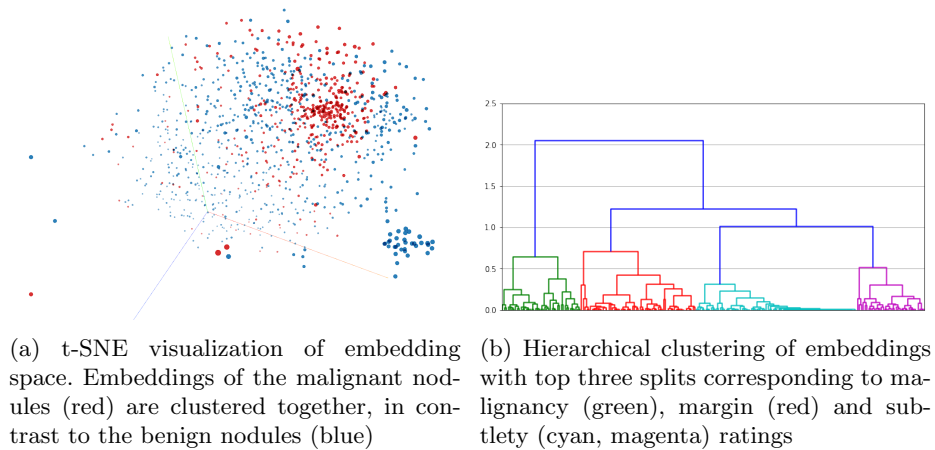 2.5
2.0
1.5
1.0
0.5
0.0
(a) t-SNE visualization of embedding
space. Embeddings of the malignant nod-
ules (red) are clustered together, in con-
trast to the benign nodules (blue)
(b) Hierarchical clustering of embeddings
with top three splits corresponding to ma-
lignancy (green), margin (red) and sub-
tlety (cyan, magenta) ratings